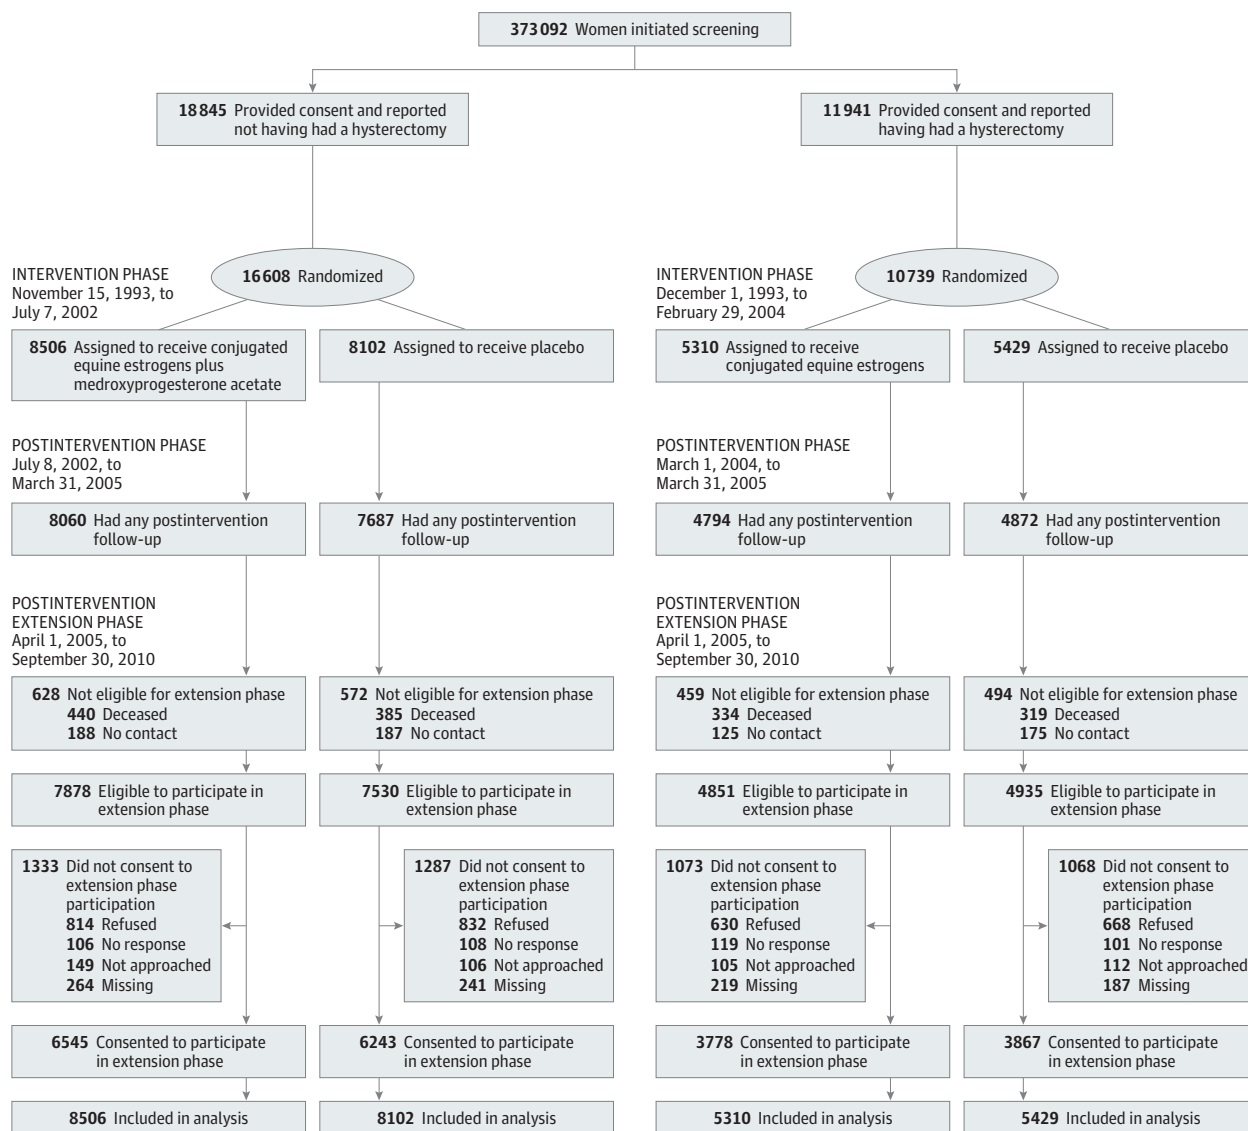 373092 Women initiated screening
18845 Provided consent and reported
not having had a hysterectomy
11941 Provided consent and reported
having had a hysterectomy
INTERVENTION PHASE
November 15, 1993, to
July 7, 2002
16608 Randomized
INTERVENTION PHASE
December 1, 1993, to
February 29, 2004
10739 Randomized
8506 Assigned to receive conjugated
equine estrogens plus
medroxyprogesterone acetate
8102 Assigned to receive placebo
5310 Assigned to receive
conjugated equine estrogens
5429 Assigned to receive placebo
POSTINTERVENTION PHASE
July 8, 2002, to
March 31, 2005
POSTINTERVENTION PHASE
March 1, 2004, to
March 31, 2005
8060 Had any postintervention
follow-up
7687 Had any postintervention
follow-up
4794 Had any postintervention
follow-up
4872 Had any postintervention
follow-up
POSTINTERVENTION
EXTENSION PHASE
April 1, 2005, to
September 30, 2010
POSTINTERVENTION
EXTENSION PHASE
April 1, 2005, to
September 30, 2010
628 Not eligible for extension phase
440 Deceased
188 No contact
572 Not eligible for extension phase
385 Deceased
187 No contact
459 Not eligible for extension phase
334 Deceased
125 No contact
494 Not eligible for extension phase
319 Deceased
175 No contact
7878 Eligible to participate in
extension phase
7530 Eligible to participate in
extension phase
4851 Eligible to participate in
extension phase
4935 Eligible to participate in
extension phase
1333 Did not consent to
extension phase
participation
814 Refused
106 No response
149 Not approached
264 Missing
1287 Did not consent to
extension phase
participation
832 Refused
108 No response
106 Not approached
241 Missing
1073 Did not consent to
extension phase
participation
630 Refused
119 No response
105 Not approached
219 Missing
1068 Did not consent to
extension phase
participation
668 Refused
101 No response
112 Not approached
187 Missing
6545 Consented to participate
in extension phase
6243 Consented to participate
in extension phase
3778 Consented to participate
in extension phase
3867 Consented to participate
in extension phase
8506 Included in analysis
8102 Included in analysis
5310 Included in analysis
5429 Included in analysis